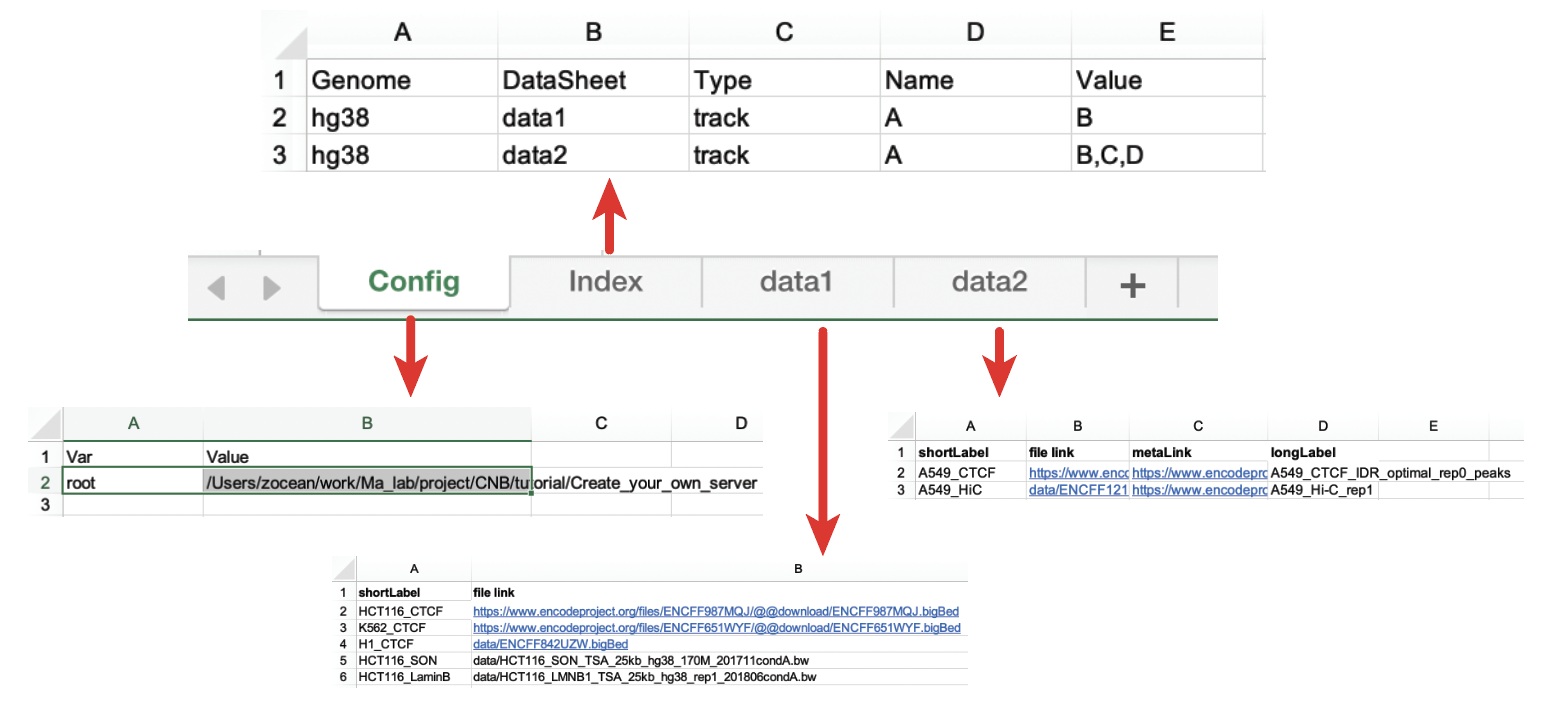 A B C D E
1 Genome DataSheet Type Name Value
2 hg38 data1 track A B
3 hg38 data2 track A B,C,D
Config Index data1 data2 +
A B C D
1 Var Value
2 root /Users/zocean/work/Ma_lab/project/CNB/tutorial/Create_your_own_server
3
A B C D E
1 shortLabel file link metaLink longLabel
2 A549_CTCF https://www.encc https://www.encodeprc A549_CTCF_IDR_optimal_rep0_peaks
3 A549_HiC data/ENCFF121 https://www.encodeprc A549_Hi-C_rep1
A B
1 shortLabel file link
2 HCT116_CTCF https://www.encodeproject.org/files/ENCFF987MQJ/@@download/ENCFF987MQJ.bigBed
3 K562_CTCF https://www.encodeproject.org/files/ENCFF651WYF/@@download/ENCFF651WYF.bigBed
4 H1_CTCF data/ENCFF842UZW.bigBed
5 HCT116_SON data/HCT116_SON_TSA_25kb_hg38_170M_201711condA.bw
6 HCT116_LaminB data/HCT116_LMNB1_TSA_25kb_hg38_rep1_201806condA.bw